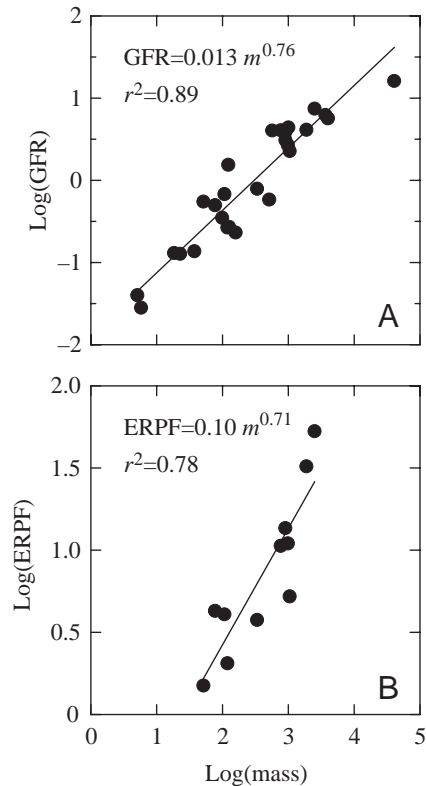 2
GFR=0.013 m^0.76
r^2=0.89
1
Log(GFR)
0
–1
A
–2
2.0
ERPF=0.10 m^0.71
r^2=0.78
1.5
Log(ERPF)
1.0
0.5
B
0
0 1 2 3 4 5
Log(mass)